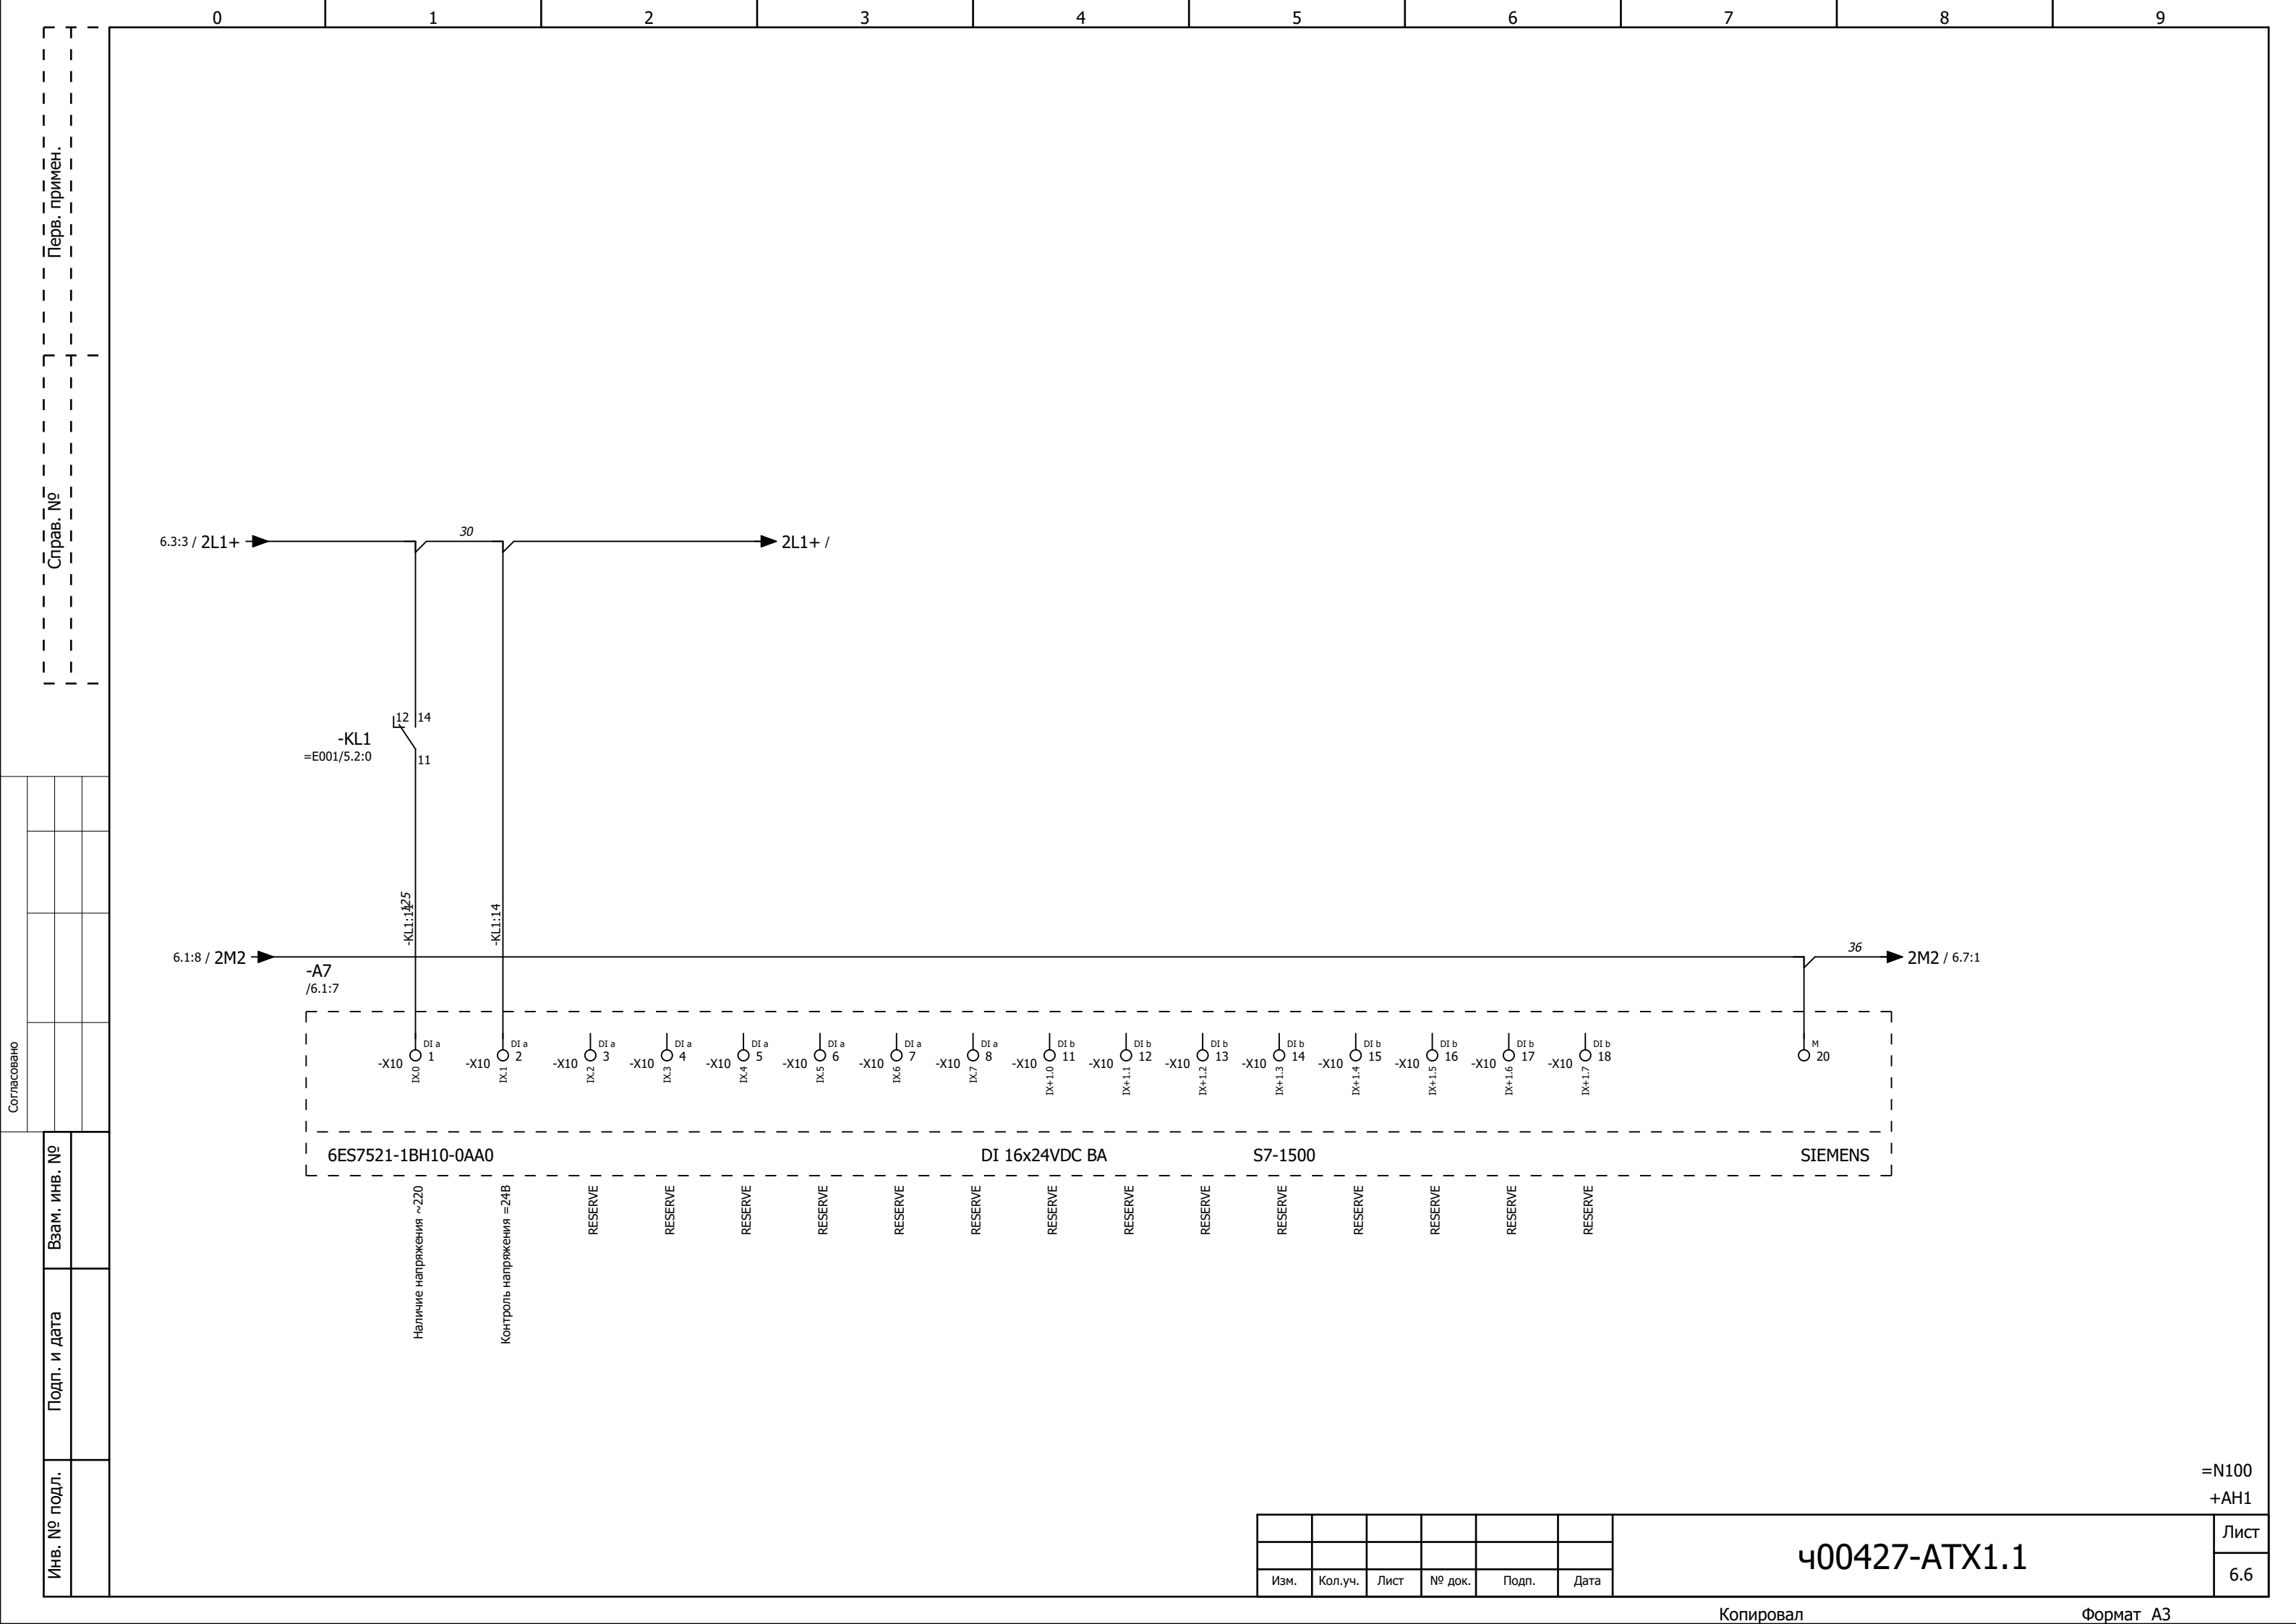 0 1 2 3 4 5 6 7 8 9
Перв. примен.
Справ. №
6.3:3 / 2L1+
30
2L1+ /
12 14
-KL1
=E001/5.2:0
11
125
-KL1:11
-KL1:14
6.1:8 / 2M2
36
2M2 / 6.7:1
-A7
/6.1:7
-X10 1 DI a IX.0
-X10 2 DI a IX.1
-X10 3 DI a IX.2
-X10 4 DI a IX.3
-X10 5 DI a IX.4
-X10 6 DI a IX.5
-X10 7 DI a IX.6
-X10 8 DI a IX.7
-X10 11 DI b IX+1.0
-X10 12 DI b IX+1.1
-X10 13 DI b IX+1.2
-X10 14 DI b IX+1.3
-X10 15 DI b IX+1.4
-X10 16 DI b IX+1.5
-X10 17 DI b IX+1.6
-X10 18 DI b IX+1.7
M 20
6ES7521-1BH10-0AA0 DI 16x24VDC BA S7-1500 SIEMENS
Наличие напряжения ~220
Контроль напряжения =24В
RESERVE
RESERVE
RESERVE
RESERVE
RESERVE
RESERVE
RESERVE
RESERVE
RESERVE
RESERVE
RESERVE
RESERVE
RESERVE
RESERVE
Согласовано
Взам. инв. №
Подп. и дата
Инв. № подл.
=N100
+AH1
Изм. Кол.уч. Лист № док. Подп. Дата
ч00427-АТХ1.1
Лист
6.6
Копировал
Формат А3